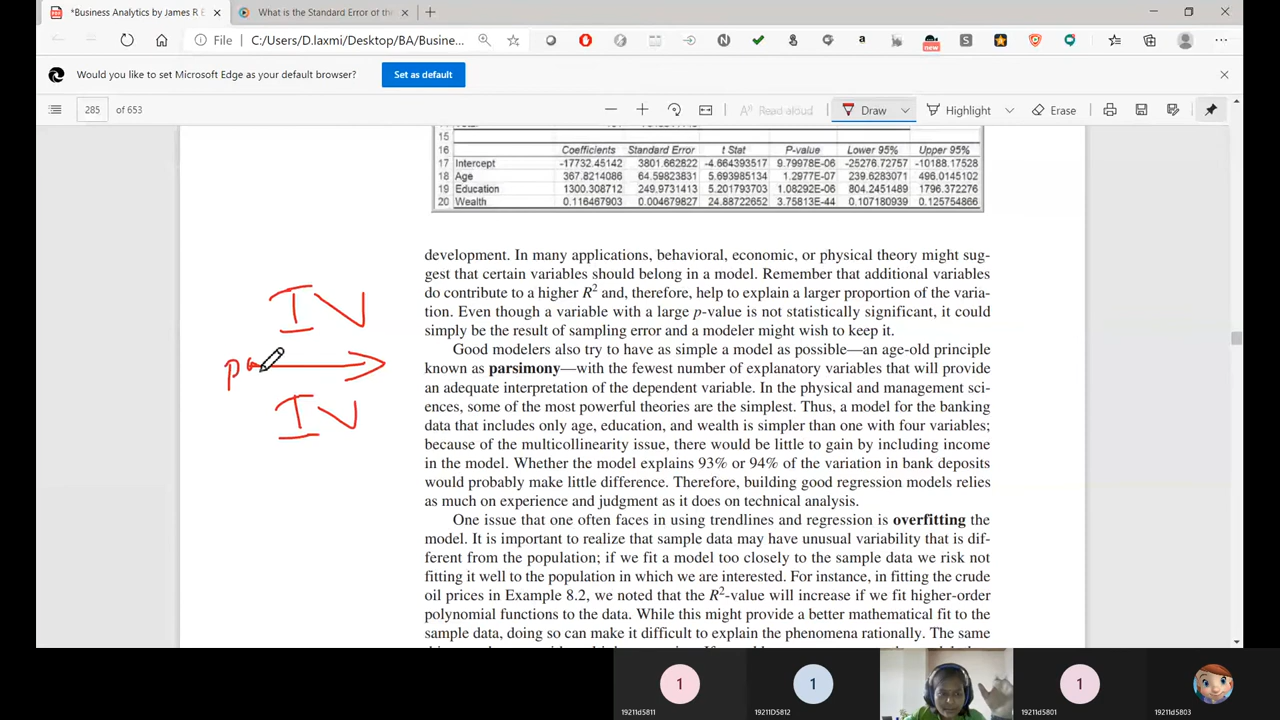 *Business Analytics by James R E
What is the Standard Error of the
File
C:/Users/D.laxmi/Desktop/BA/Busine...
new
Would you like to set Microsoft Edge as your default browser?
Set as default
285
of 653
Read aloud
Draw
Highlight
Erase
15
16 Coefficients Standard Error t Stat P-value Lower 95% Upper 95%
17 Intercept -17732.45142 3801.662822 -4.664393517 9.79978E-06 -25276.72757 -10188.17528
18 Age 367.8214086 64.59823831 5.693985134 1.2977E-07 239.6283071 496.0145102
19 Education 1300.308712 249.9731413 5.201793703 1.08292E-06 804.2451489 1796.372276
20 Wealth 0.116467903 0.004679827 24.88722652 3.75813E-44 0.107180939 0.125754866
development. In many applications, behavioral, economic, or physical theory might sug-
gest that certain variables should belong in a model. Remember that additional variables
do contribute to a higher R² and, therefore, help to explain a larger proportion of the varia-
tion. Even though a variable with a large p-value is not statistically significant, it could
simply be the result of sampling error and a modeler might wish to keep it.
Good modelers also try to have as simple a model as possible—an age-old principle
known as parsimony—with the fewest number of explanatory variables that will provide
an adequate interpretation of the dependent variable. In the physical and management sci-
ences, some of the most powerful theories are the simplest. Thus, a model for the banking
data that includes only age, education, and wealth is simpler than one with four variables;
because of the multicollinearity issue, there would be little to gain by including income
in the model. Whether the model explains 93% or 94% of the variation in bank deposits
would probably make little difference. Therefore, building good regression models relies
as much on experience and judgment as it does on technical analysis.
One issue that one often faces in using trendlines and regression is overfitting the
model. It is important to realize that sample data may have unusual variability that is dif-
ferent from the population; if we fit a model too closely to the sample data we risk not
fitting it well to the population in which we are interested. For instance, in fitting the crude
oil prices in Example 8.2, we noted that the R²-value will increase if we fit higher-order
polynomial functions to the data. While this might provide a better mathematical fit to the
sample data, doing so can make it difficult to explain the phenomena rationally. The same
IV
pa
IV
1
1
1
19211d5811
19211D5812
19211d5801
19211d5803